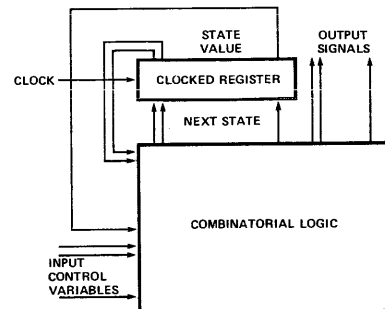 STATE
VALUE
OUTPUT
SIGNALS
CLOCK
CLOCKED REGISTER
NEXT STATE
COMBINATORIAL LOGIC
INPUT
CONTROL
VARIABLES